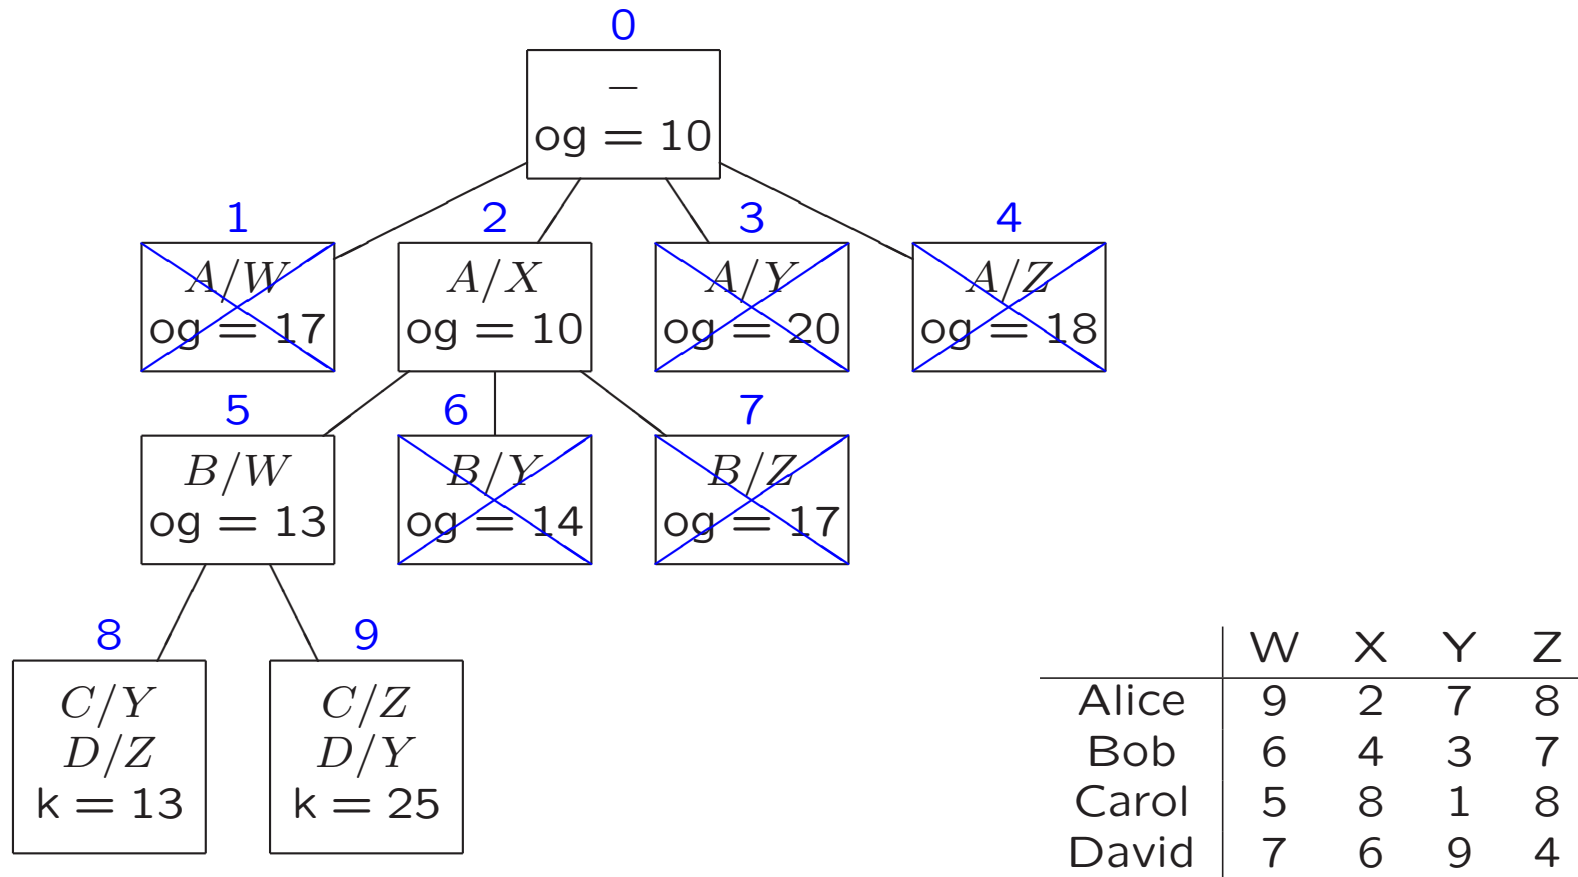 0
–
og = 10
1 2 3 4
A/W A/X A/Y A/Z
og = 17 og = 10 og = 20 og = 18
5 6 7
B/W B/Y B/Z
og = 13 og = 14 og = 17
8 9
C/Y C/Z
D/Z D/Y
k = 13 k = 25
W X Y Z
Alice 9 2 7 8
Bob 6 4 3 7
Carol 5 8 1 8
David 7 6 9 4